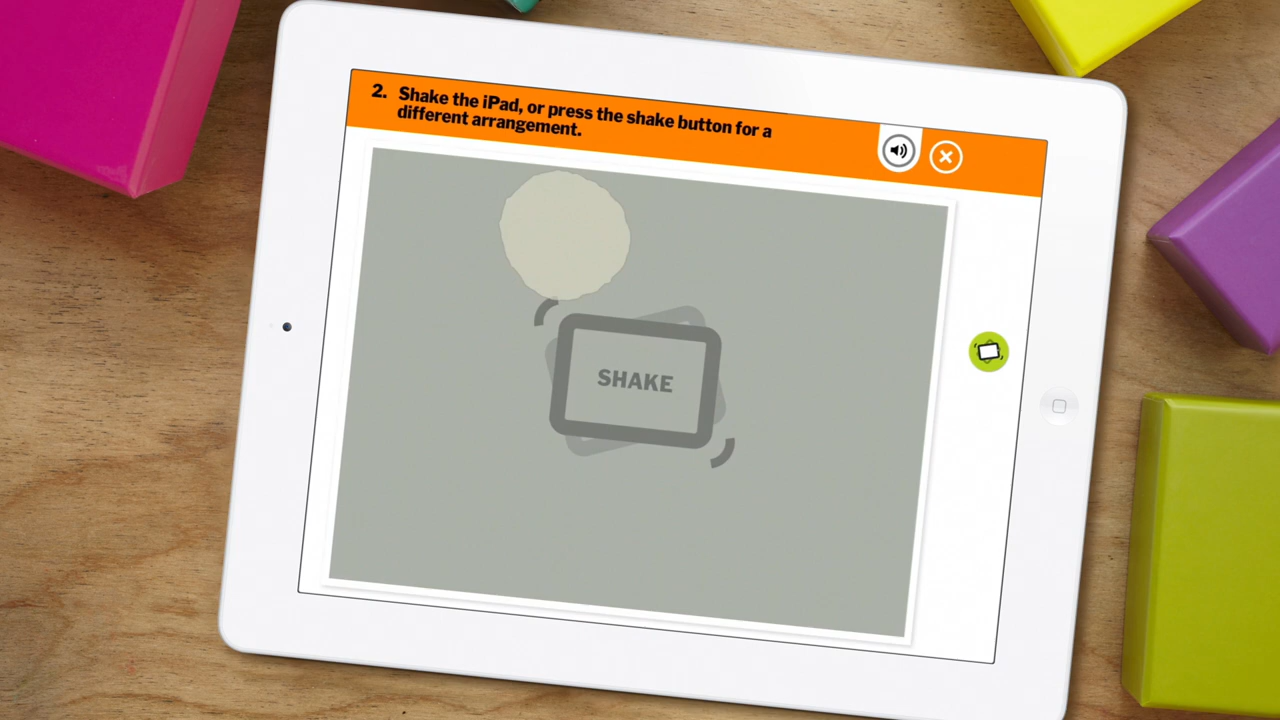 2. Shake the iPad, or press the shake button for a
different arrangement.
SHAKE